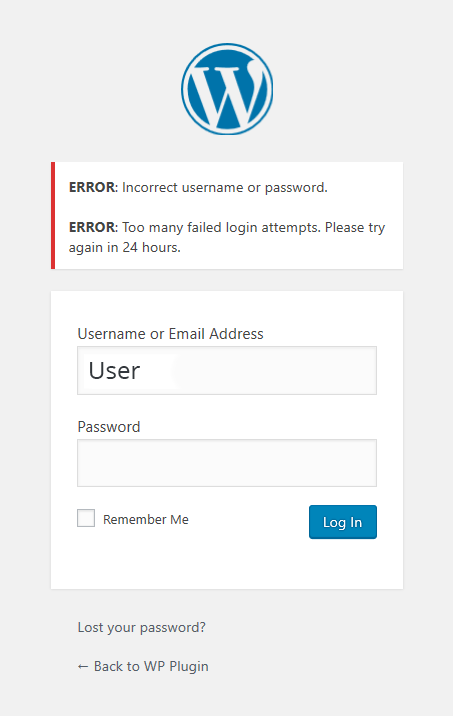 ERROR: Incorrect username or password.
ERROR: Too many failed login attempts. Please try
again in 24 hours.
Username or Email Address
User
Password
Remember Me
Log In
Lost your password?
← Back to WP Plugin